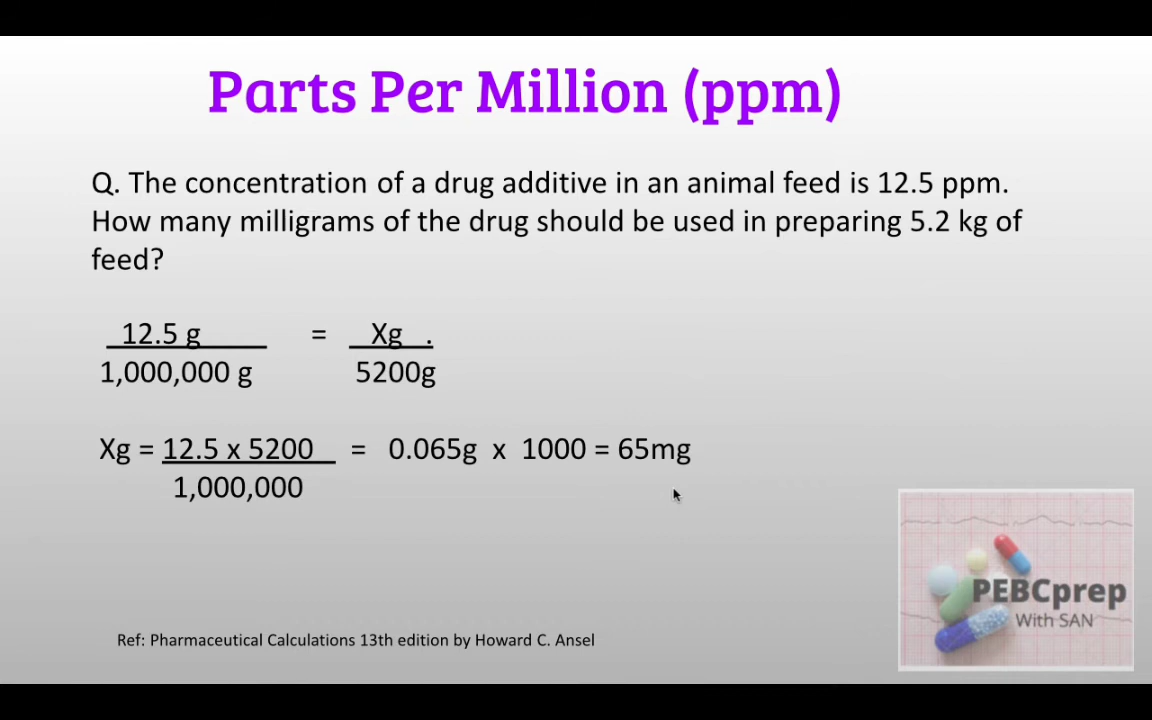 Parts Per Million (ppm)
Q. The concentration of a drug additive in an animal feed is 12.5 ppm.
How many milligrams of the drug should be used in preparing 5.2 kg of
feed?
12.5 g = Xg .
1,000,000 g 5200g
Xg = 12.5 x 5200 = 0.065g x 1000 = 65mg
1,000,000
PEBCprep
With SAN
Ref: Pharmaceutical Calculations 13th edition by Howard C. Ansel